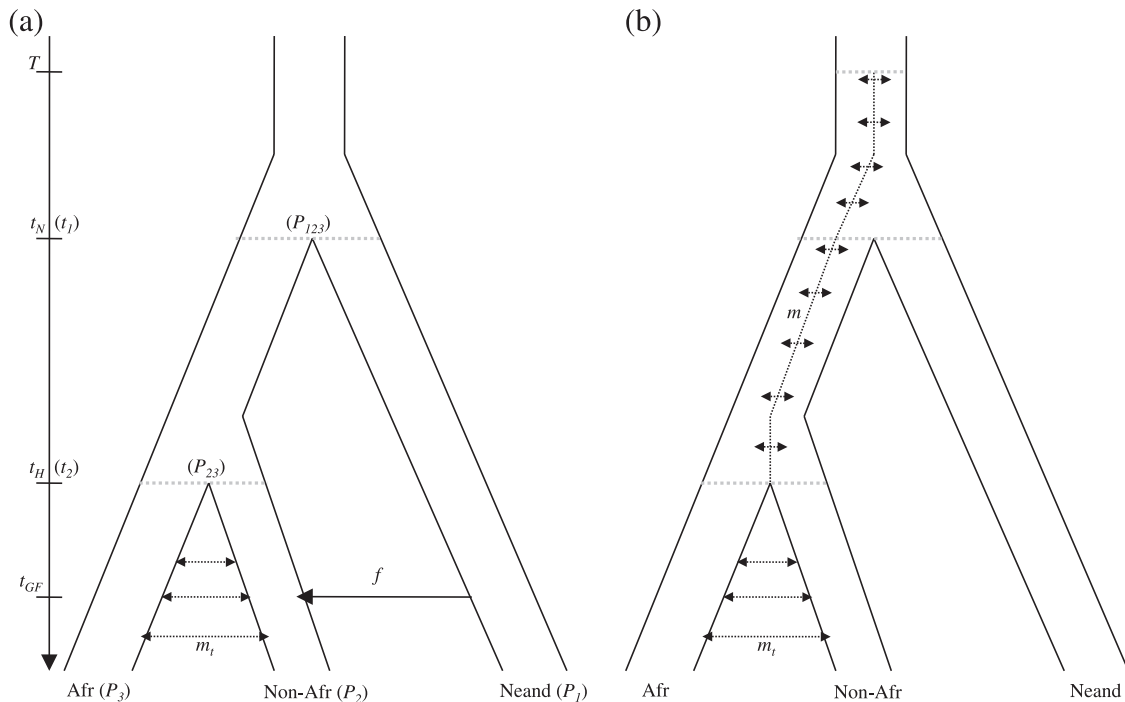 (a)
T
t_N (t_1)
(P_123)
t_H (t_2)
(P_23)
t_GF
f
m_t
Afr (P_3) Non-Afr (P_2) Neand (P_1)
(b)
m
m_t
Afr Non-Afr Neand